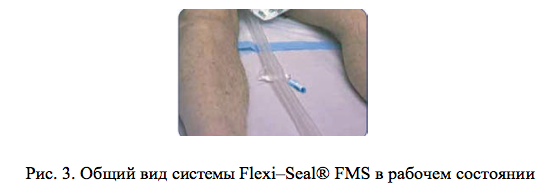 Рис. 3. Общий вид системы Flexi–Seal® FMS в рабочем состоянии